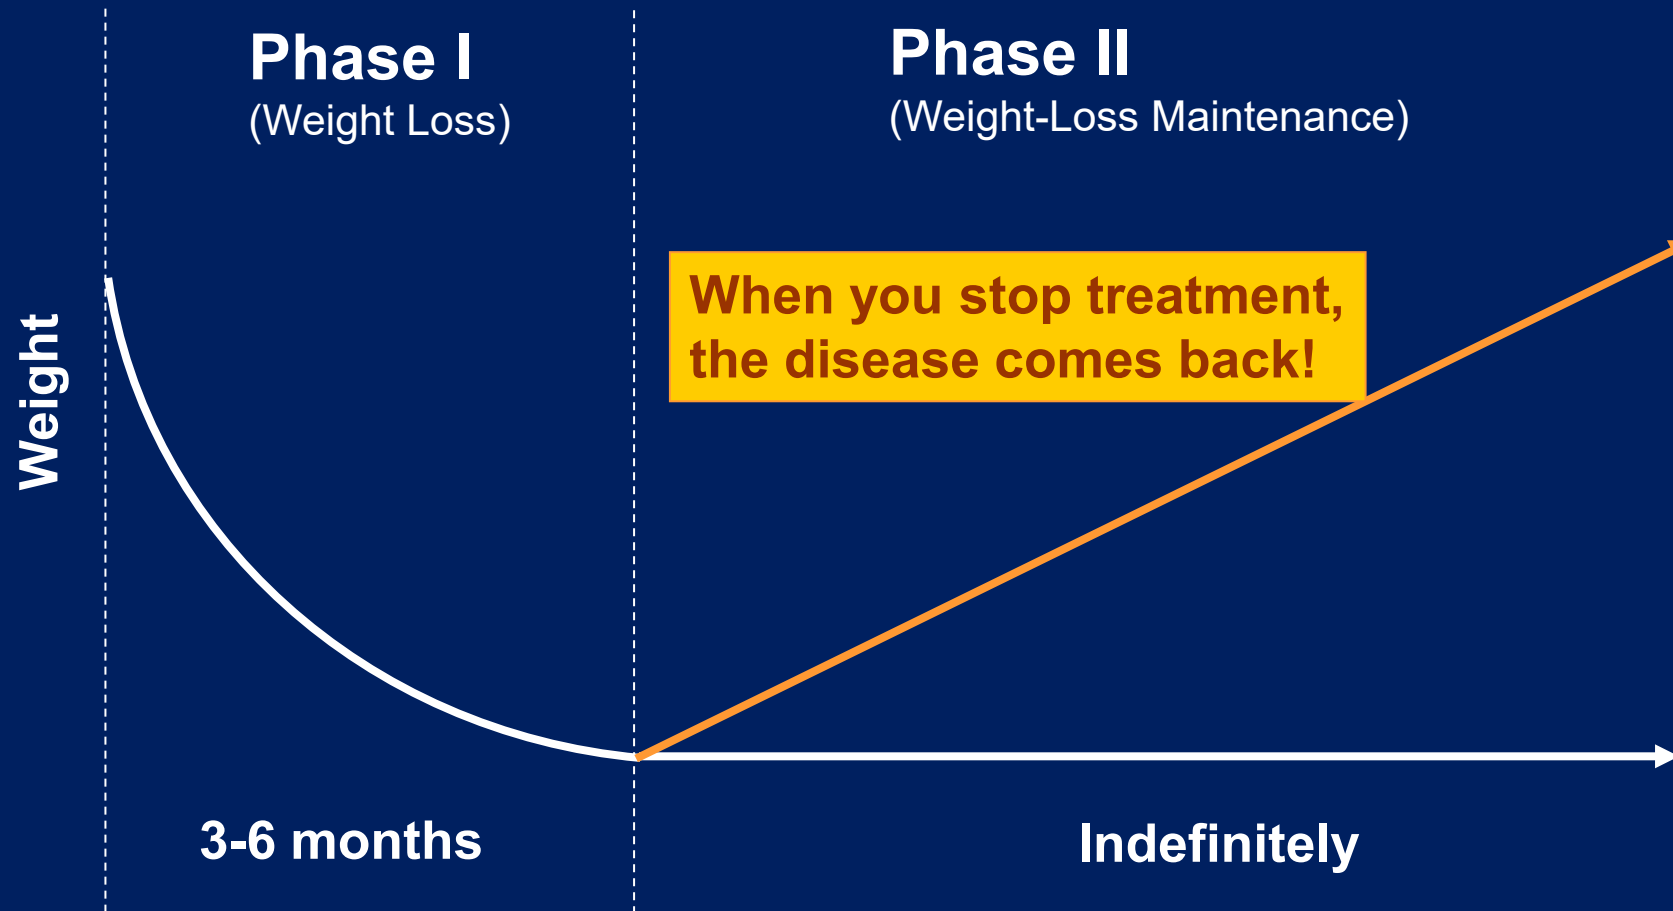 Phase I
(Weight Loss)
Phase II
(Weight-Loss Maintenance)
Weight
When you stop treatment,
the disease comes back!
3-6 months
Indefinitely